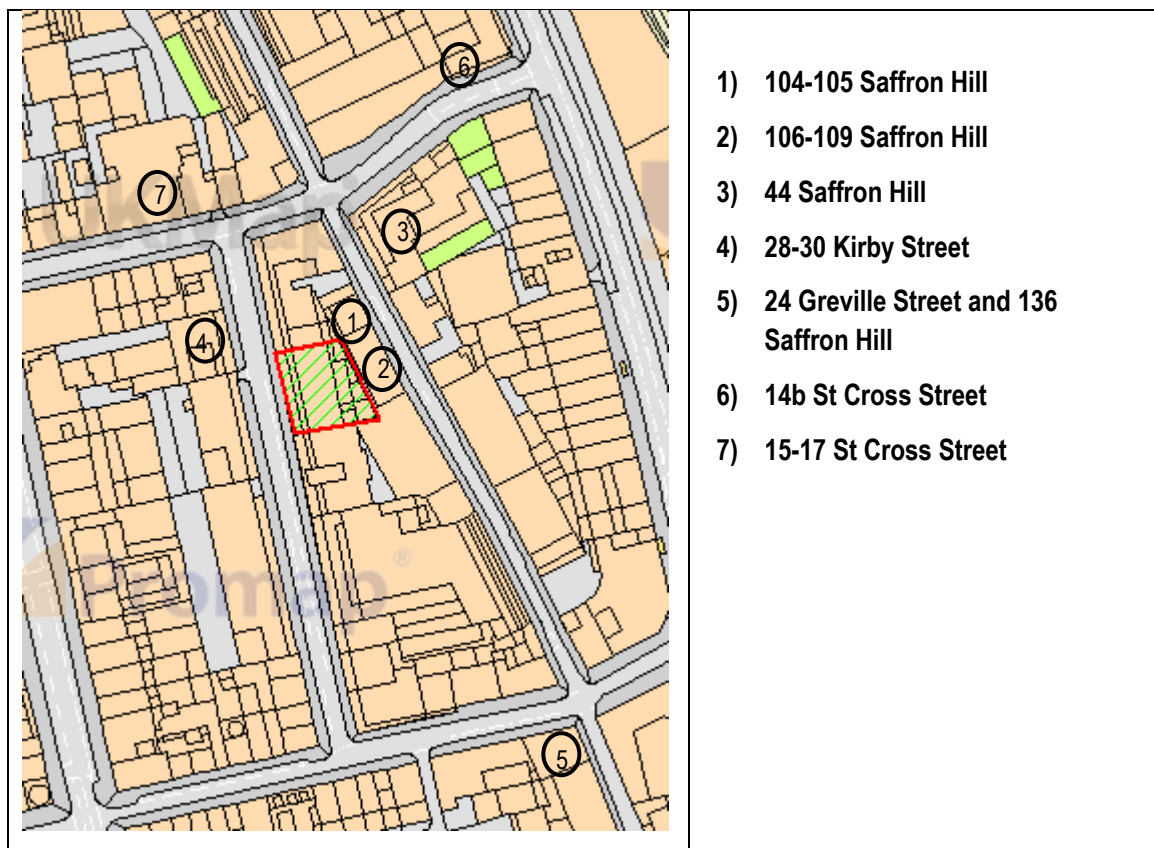 6
7
UKMap
3
1
4
2
Promap ®
5
1) 104-105 Saffron Hill
2) 106-109 Saffron Hill
3) 44 Saffron Hill
4) 28-30 Kirby Street
5) 24 Greville Street and 136
Saffron Hill
6) 14b St Cross Street
7) 15-17 St Cross Street